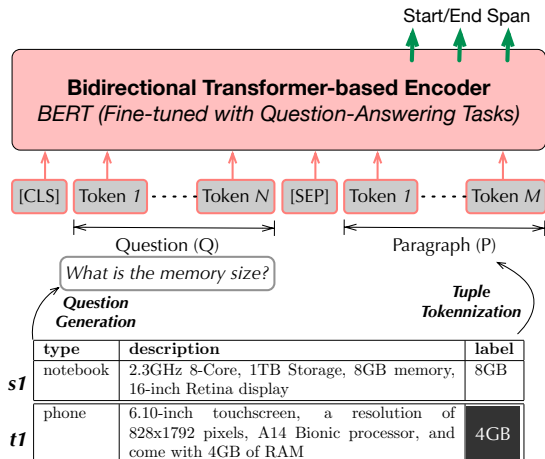 Start/End Span
Bidirectional Transformer-based Encoder
BERT (Fine-tuned with Question-Answering Tasks)
[CLS] Token 1 ...... Token N [SEP] Token 1 ...... Token M
Question (Q) Paragraph (P)
What is the memory size?
Question
Generation
Tuple
Tokennization
type description label
s1 notebook 2.3GHz 8-Core, 1TB Storage, 8GB memory, 8GB
16-inch Retina display
t1 phone 6.10-inch touchscreen, a resolution of
828x1792 pixels, A14 Bionic processor, and 4GB
come with 4GB of RAM